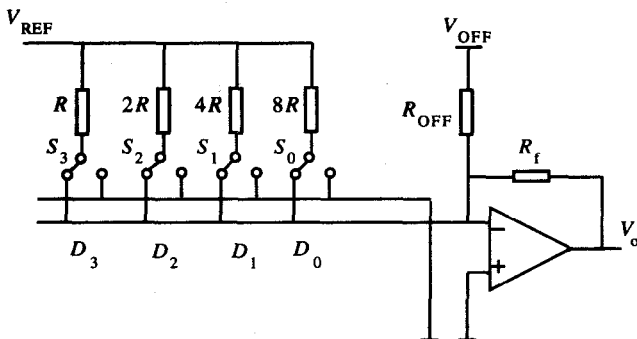 V_REF
V_OFF
R 2R 4R 8R
R_OFF
S_3 S_2 S_1 S_0
R_f
D_3 D_2 D_1 D_0
−
+
V_o